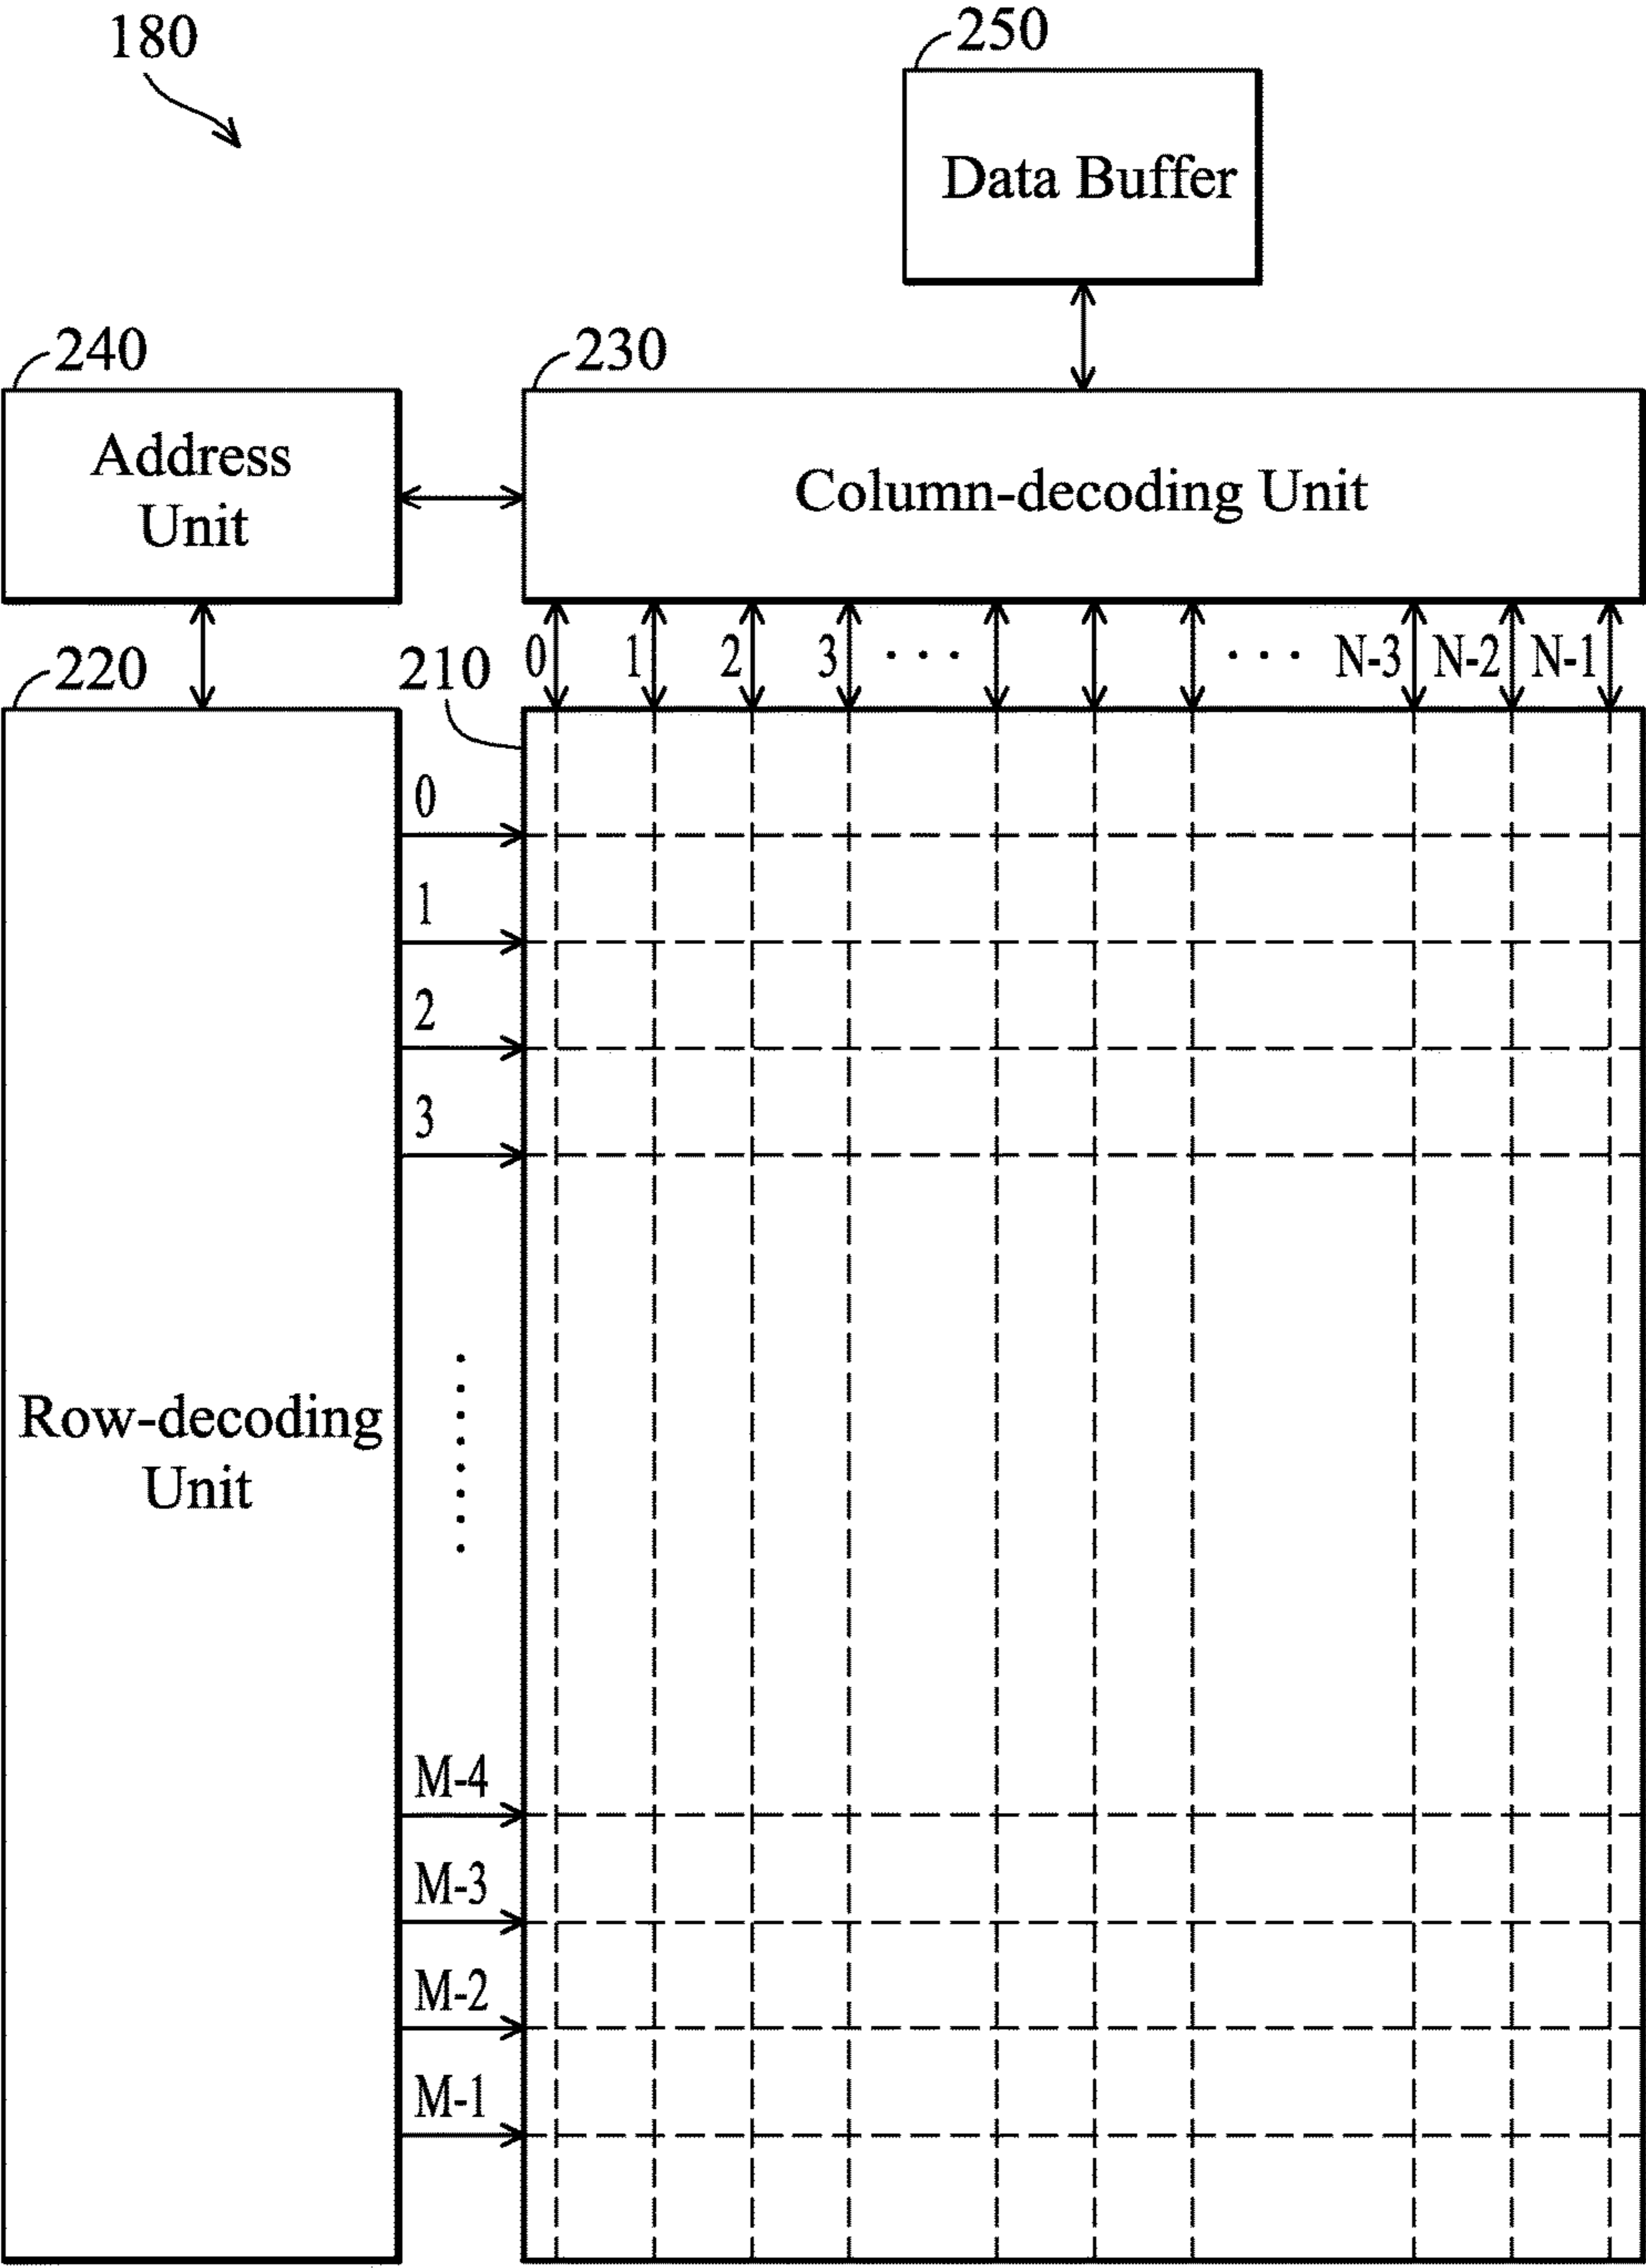 180
250
Data Buffer
240
230
Address
Unit
Column-decoding Unit
220
210
0 1 2 3 ... ... N-3 N-2 N-1
0
1
2
3
Row-decoding
Unit
M-4
M-3
M-2
M-1